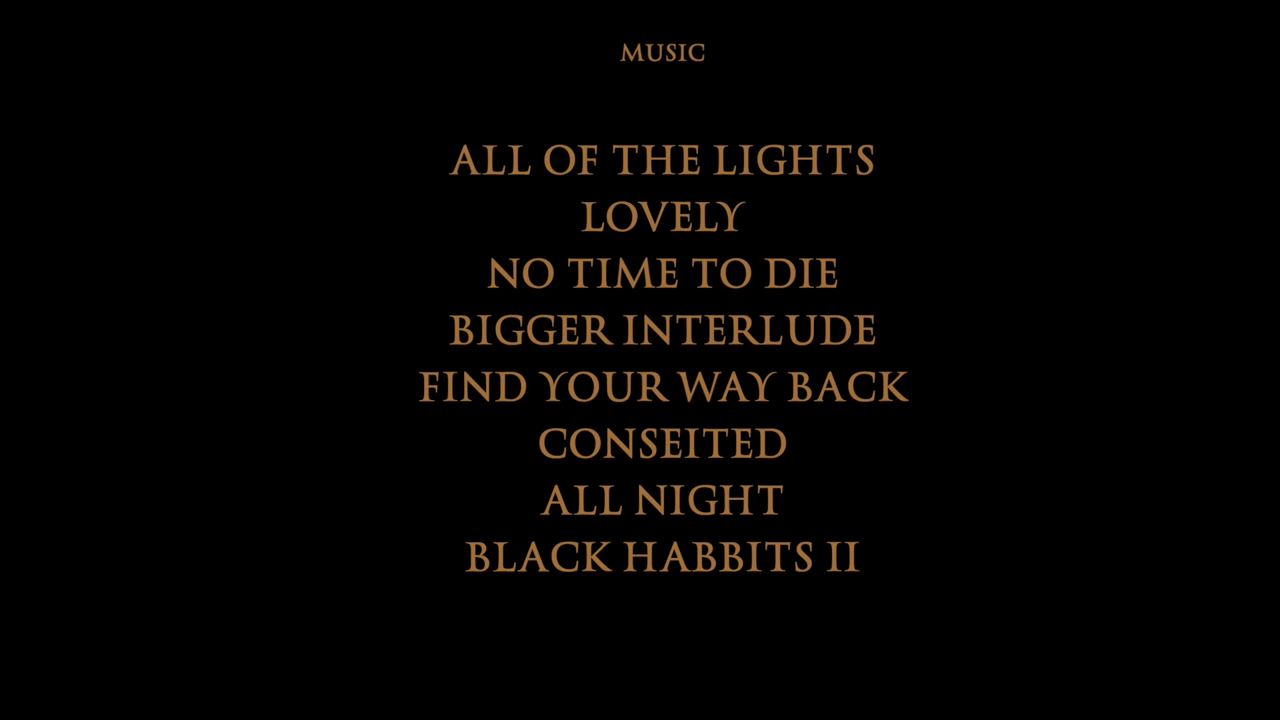 MUSIC
ALL OF THE LIGHTS
LOVELY
NO TIME TO DIE
BIGGER INTERLUDE
FIND YOUR WAY BACK
CONSEITED
ALL NIGHT
BLACK HABBITS II